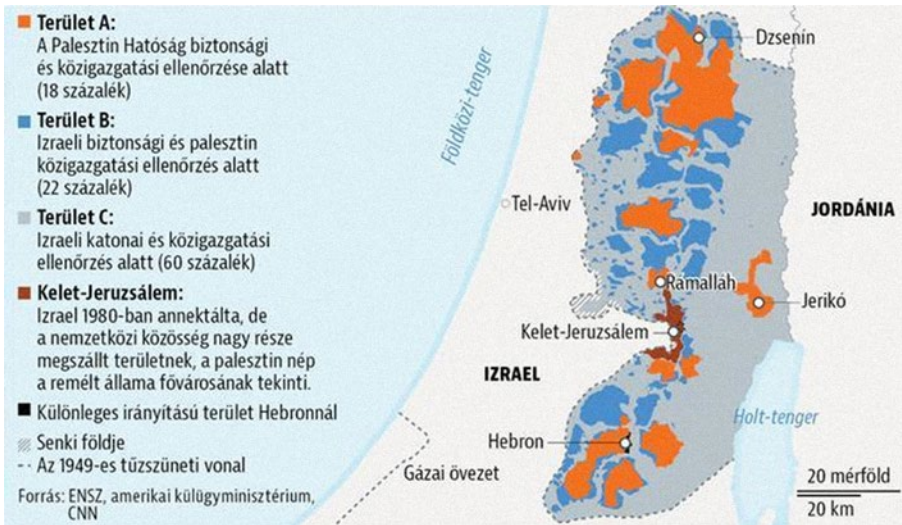 Terület A:
A Palesztin Hatóság biztonsági
és közigazgatási ellenőrzése alatt
(18 százalék)
Terület B:
Izraeli biztonsági és palesztin
közigazgatási ellenőrzés alatt
(22 százalék)
Terület C:
Izraeli katonai és közigazgatási
ellenőrzés alatt (60 százalék)
Kelet-Jeruzsálem:
Izrael 1980-ban annektálta, de
a nemzetközi közösség nagy része
megszállt területnek, a palesztin nép
a remélt állama fővárosának tekinti.
Különleges irányítású terület Hebronnál
Senki földje
Az 1949-es tűzszüneti vonal
Forrás: ENSZ, amerikai külügyminisztérium,
CNN
Földközi-tenger
Dzsenín
Tel-Aviv
JORDÁNIA
Rámalláh
Jerikó
Kelet-Jeruzsálem
IZRAEL
Holt-tenger
Hebron
Gázai övezet
20 mérföld
20 km